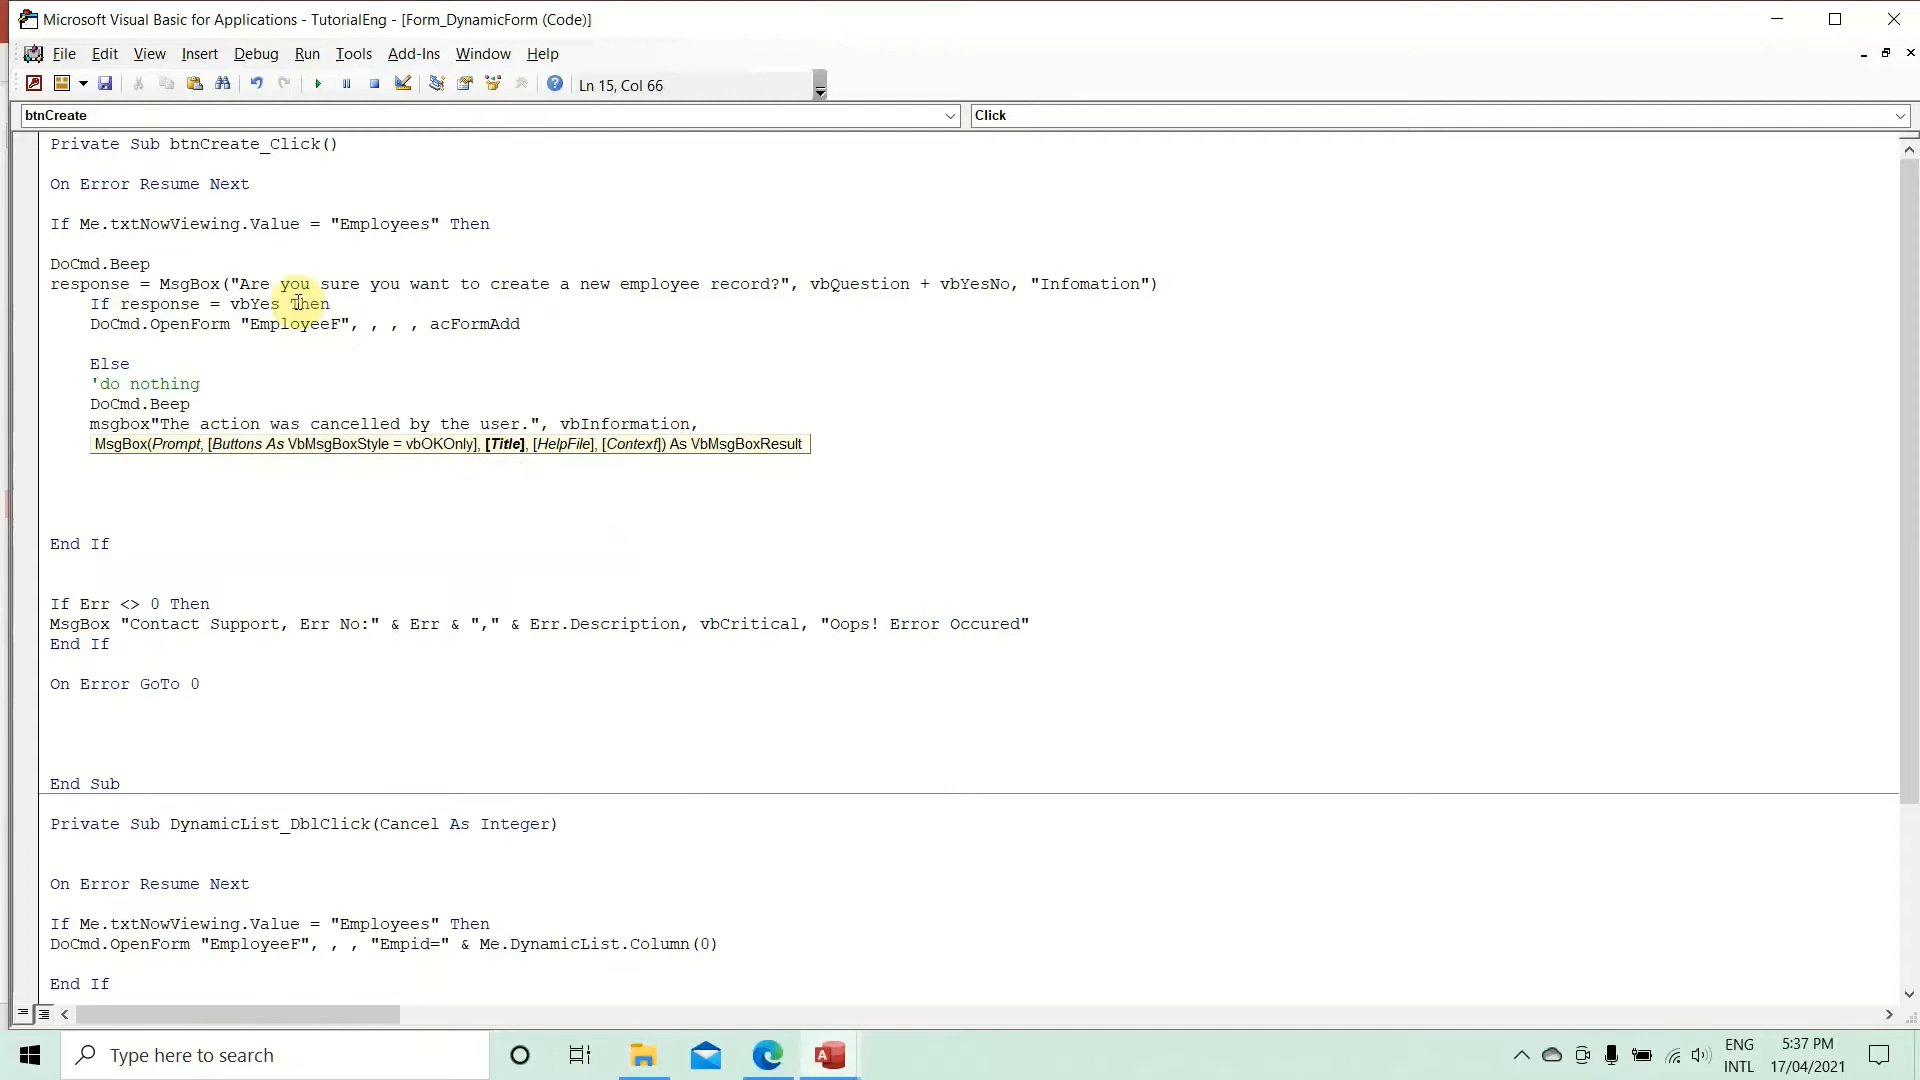 Microsoft Visual Basic for Applications - TutorialEng - [Form_DynamicForm (Code)]
File Edit View Insert Debug Run Tools Add-Ins Window Help
Ln 15, Col 66
btnCreate
Click
Private Sub btnCreate_Click()
On Error Resume Next
If Me.txtNowViewing.Value = "Employees" Then
DoCmd.Beep
response = MsgBox("Are you sure you want to create a new employee record?", vbQuestion + vbYesNo, "Infomation")
If response = vbYes Then
DoCmd.OpenForm "EmployeeF", , , , acFormAdd
Else
'do nothing
DoCmd.Beep
msgbox"The action was cancelled by the user.", vbInformation,
MsgBox(Prompt, [Buttons As VbMsgBoxStyle = vbOKOnly], [Title], [HelpFile], [Context]) As VbMsgBoxResult
End If
If Err <> 0 Then
MsgBox "Contact Support, Err No:" & Err & "," & Err.Description, vbCritical, "Oops! Error Occured"
End If
On Error GoTo 0
End Sub
Private Sub DynamicList_DblClick(Cancel As Integer)
On Error Resume Next
If Me.txtNowViewing.Value = "Employees" Then
DoCmd.OpenForm "EmployeeF", , , "Empid=" & Me.DynamicList.Column(0)
End If
Type here to search
ENG
INTL
5:37 PM
17/04/2021